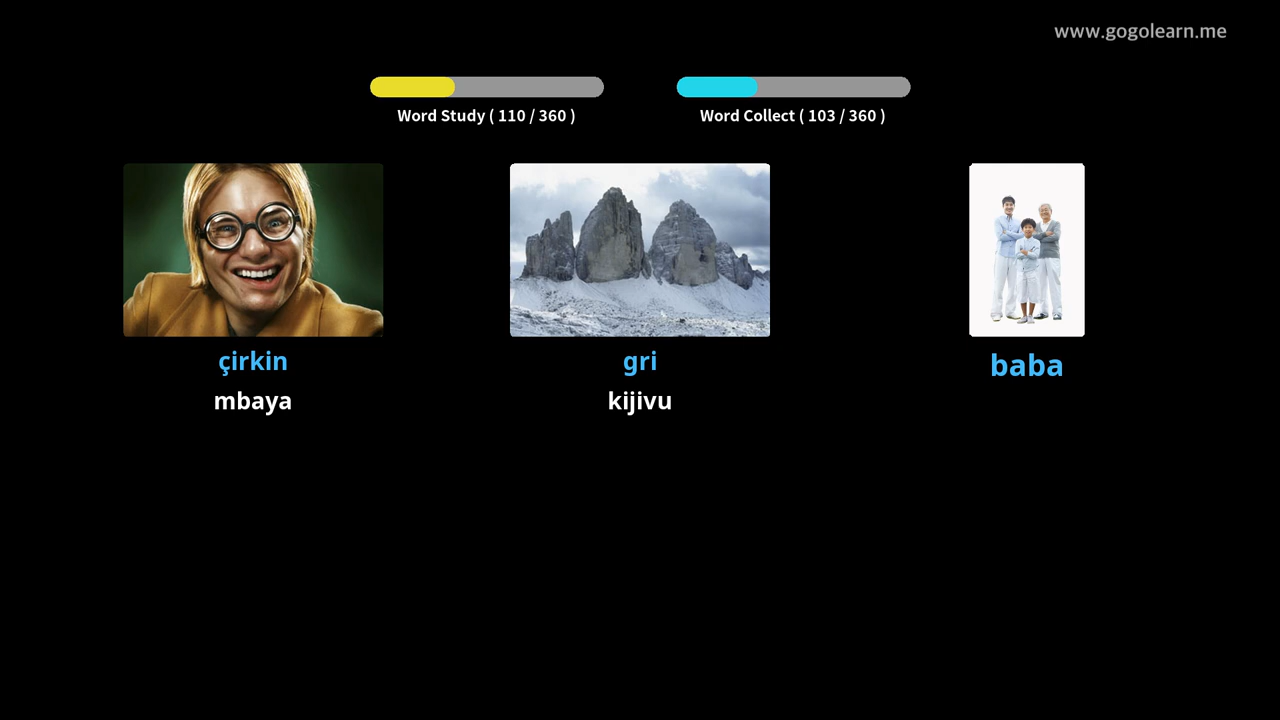 www.gogolearn.me
Word Study ( 110 / 360 )
Word Collect ( 103 / 360 )
çirkin
mbaya
gri
kijivu
baba